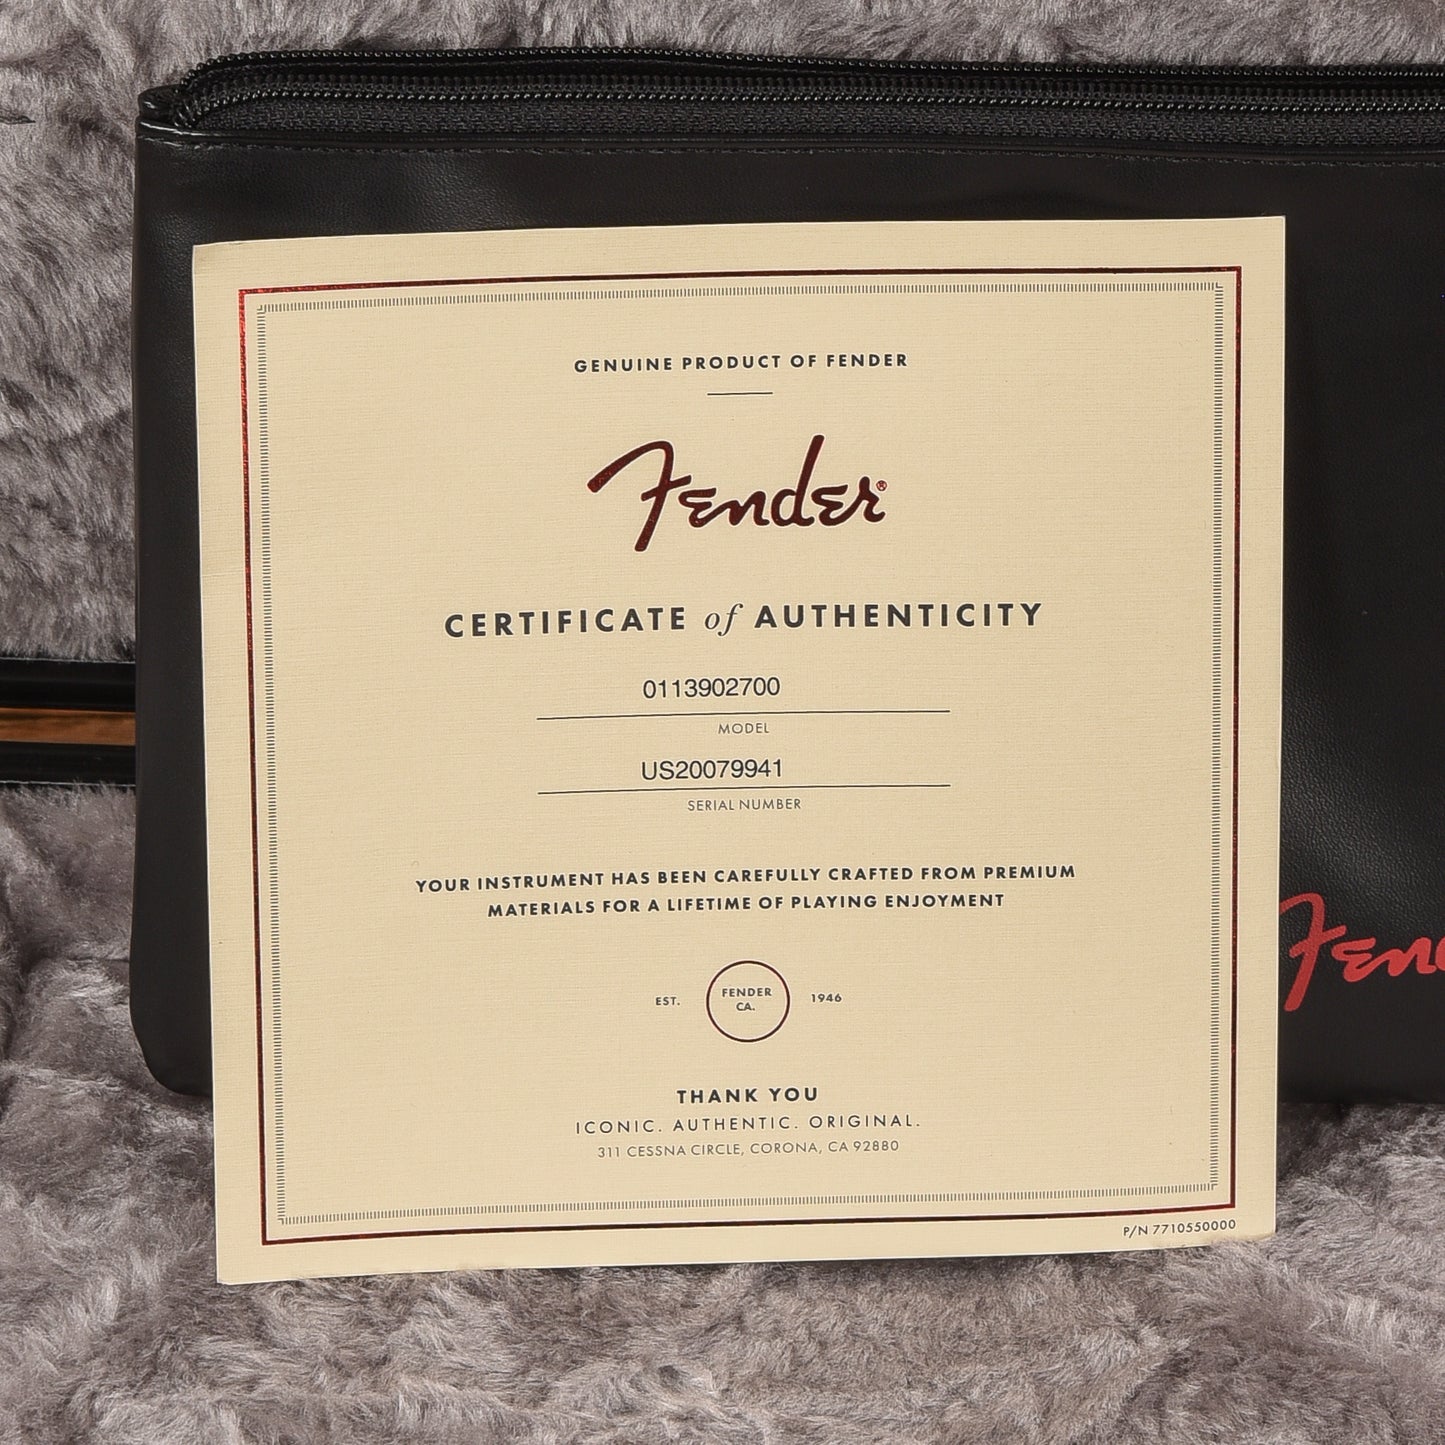 GENUINE PRODUCT OF FENDER
Fender®
CERTIFICATE of AUTHENTICITY
0113902700
MODEL
US20079941
SERIAL NUMBER
YOUR INSTRUMENT HAS BEEN CAREFULLY CRAFTED FROM PREMIUM
MATERIALS FOR A LIFETIME OF PLAYING ENJOYMENT
EST. FENDER CA. 1946
THANK YOU
ICONIC. AUTHENTIC. ORIGINAL.
311 CESSNA CIRCLE, CORONA, CA 92880
P/N 7710550000
Fen